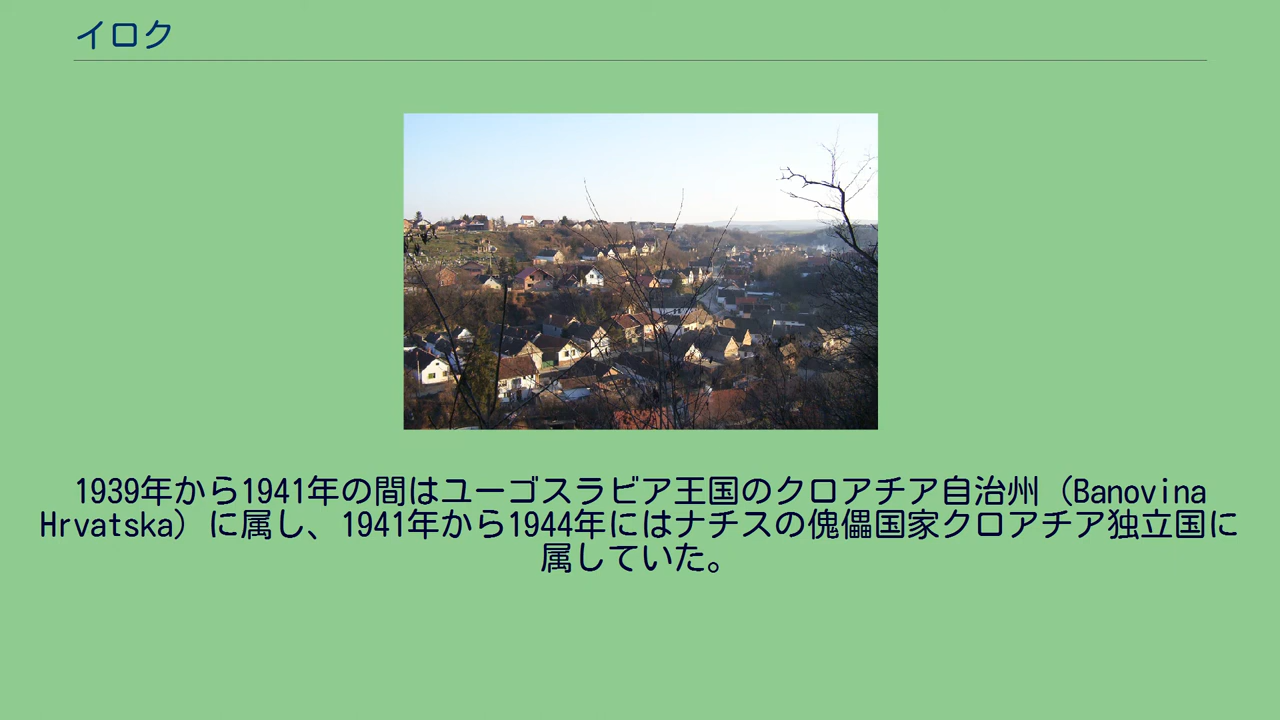 イロク
1939年から1941年の間はユーゴスラビア王国のクロアチア自治州（Banovina
Hrvatska）に属し、1941年から1944年にはナチスの傀儡国家クロアチア独立国に
属していた。